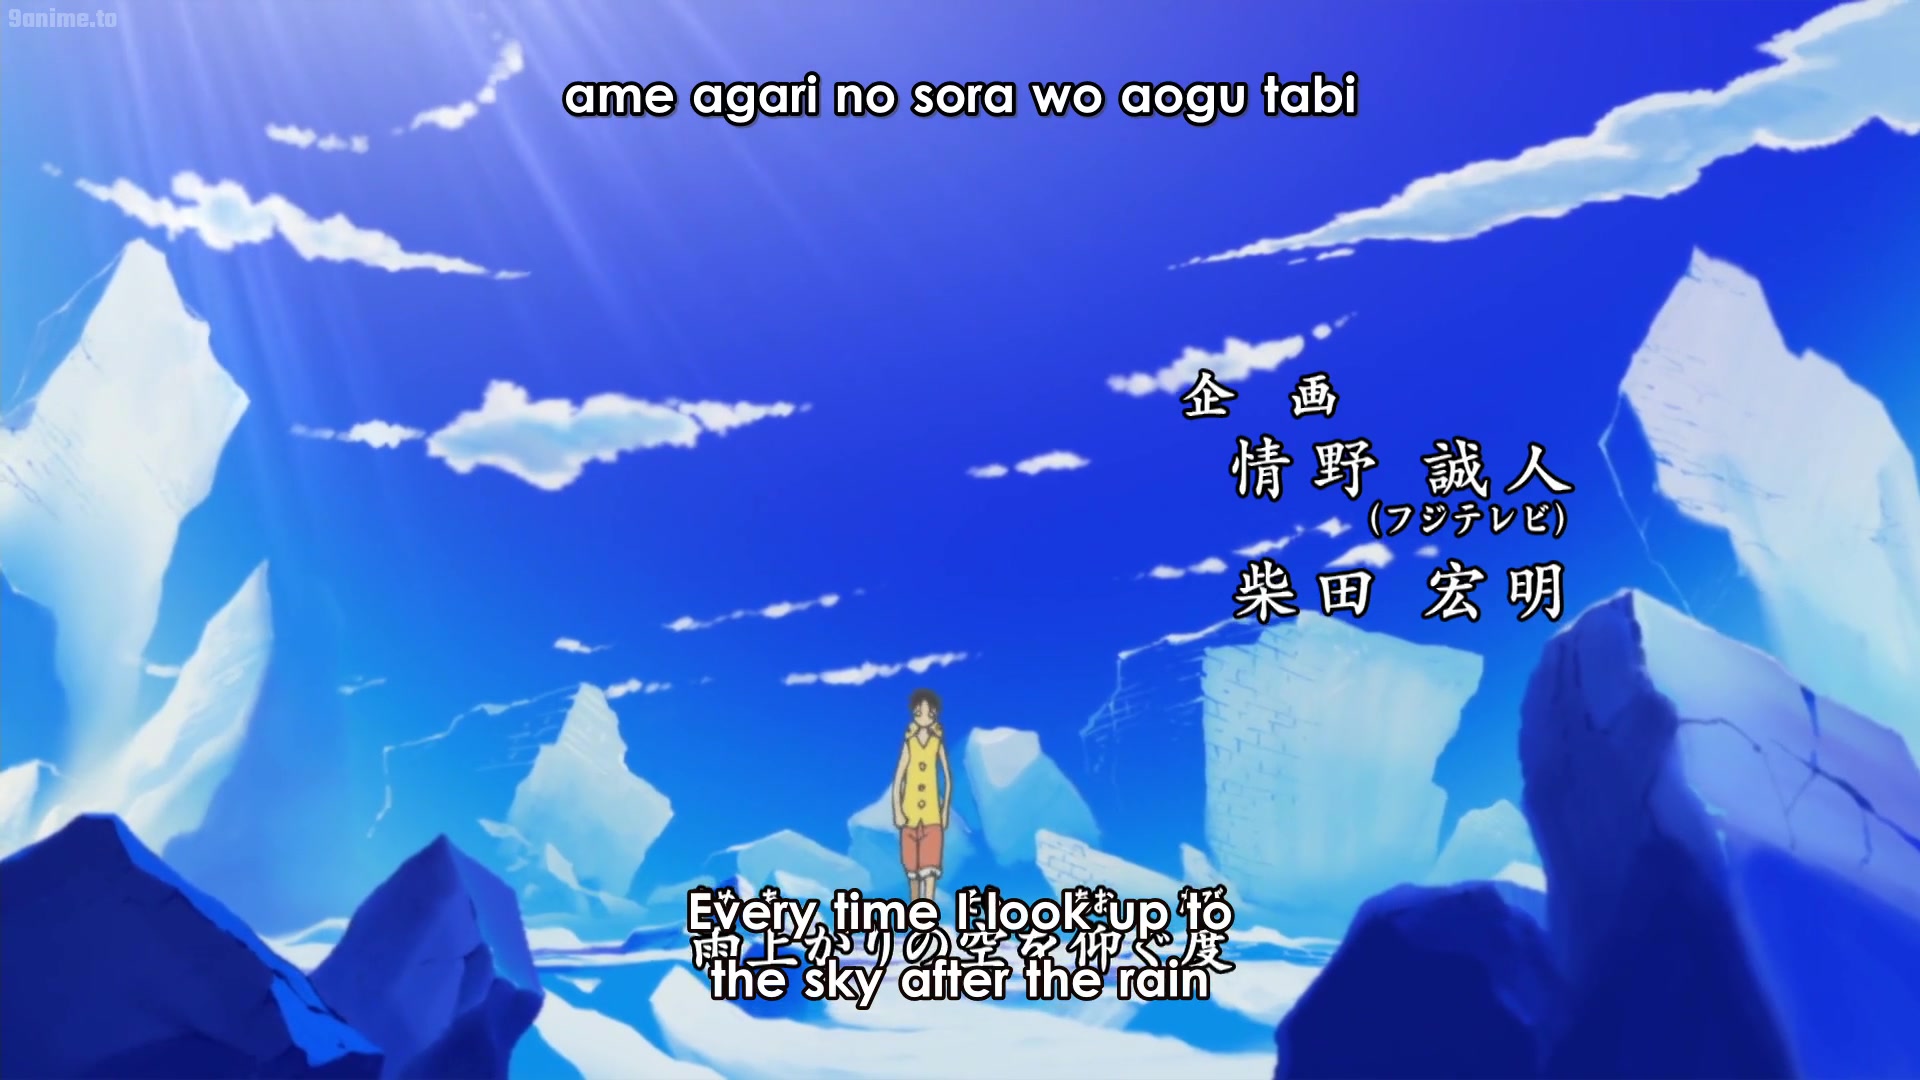 9anime.to
ame agari no sora wo aogu tabi
企 画
情野 誠人
(フジテレビ)
柴田 宏明
Every time I look up to
雨上がりの空を仰ぐ度
the sky after the rain